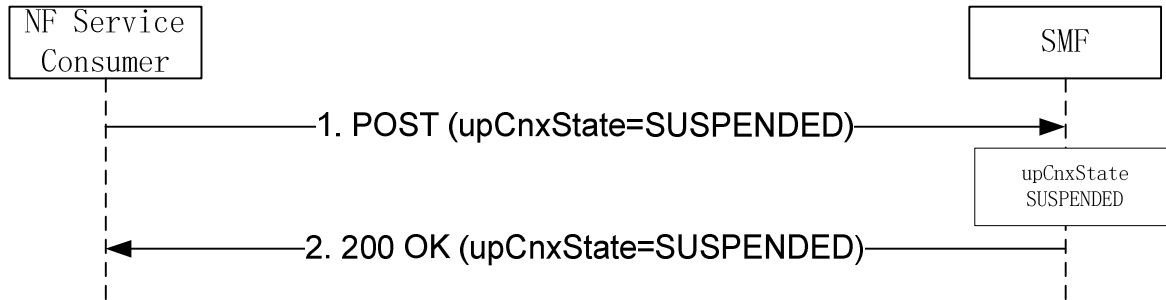 NF Service
Consumer
SMF
1. POST (upCnxState=SUSPENDED)
upCnxState
SUSPENDED
2. 200 OK (upCnxState=SUSPENDED)